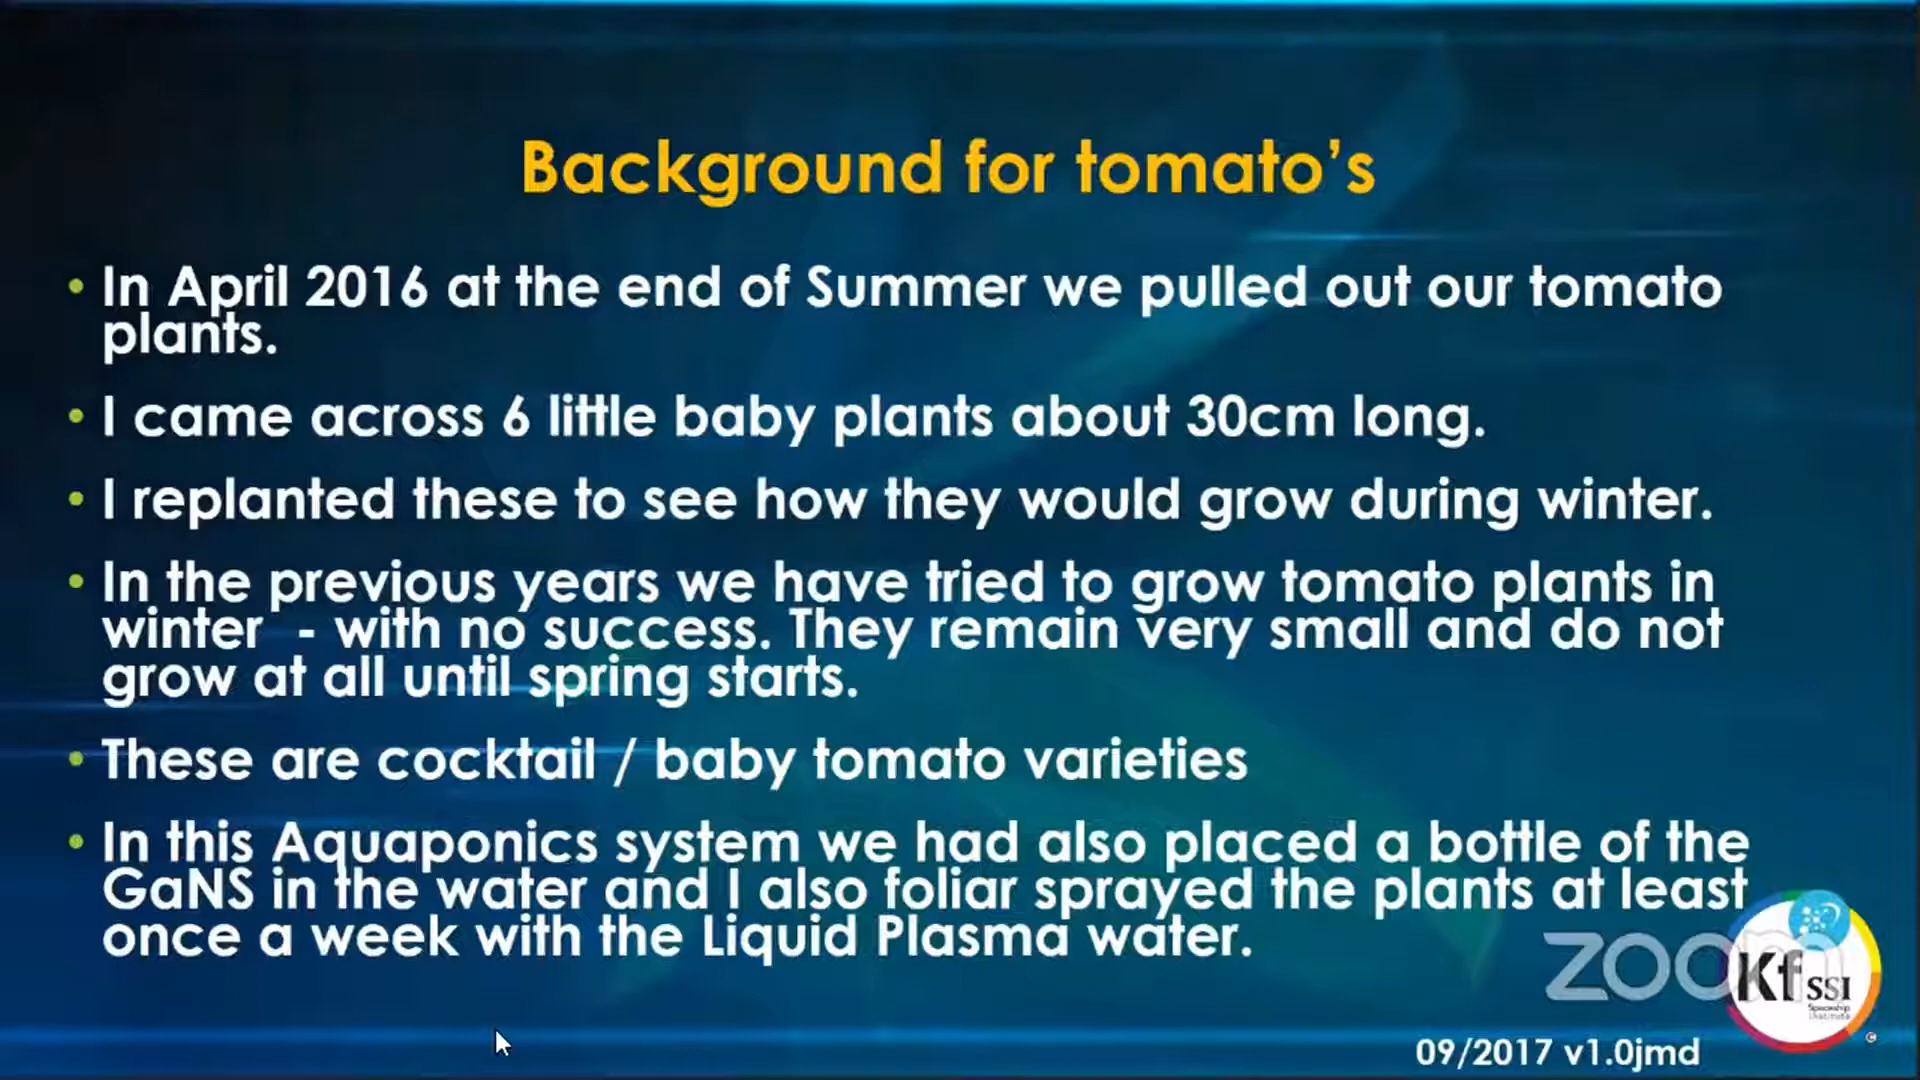 Background for tomato’s
• In April 2016 at the end of Summer we pulled out our tomato
plants.
• I came across 6 little baby plants about 30cm long.
• I replanted these to see how they would grow during winter.
• In the previous years we have tried to grow tomato plants in
winter - with no success. They remain very small and do not
grow at all until spring starts.
• These are cocktail / baby tomato varieties
• In this Aquaponics system we had also placed a bottle of the
GaNS in the water and I also foliar sprayed the plants at least
once a week with the Liquid Plasma water.
zoom
Kf SSI
Spaceship
Institute
©
09/2017 v1.0jmd